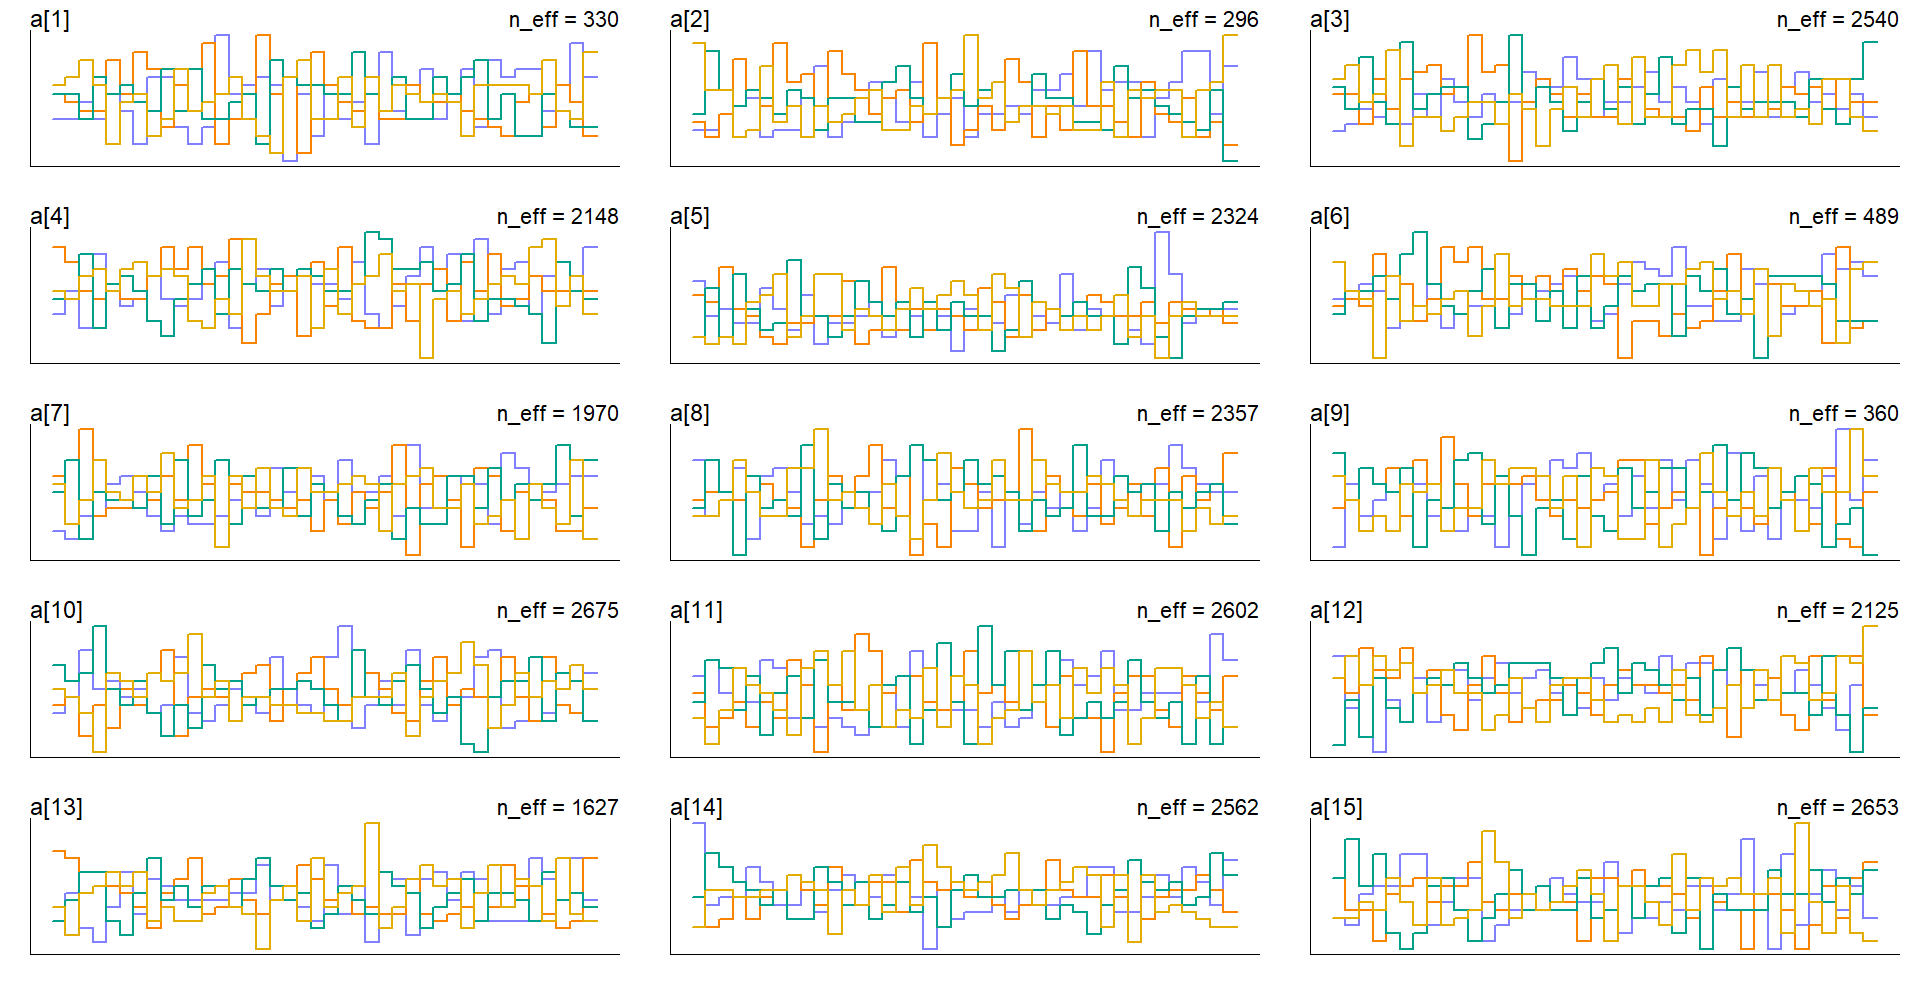 a[1] n_eff = 330 a[2] n_eff = 296 a[3] n_eff = 2540
a[4] n_eff = 2148 a[5] n_eff = 2324 a[6] n_eff = 489
a[7] n_eff = 1970 a[8] n_eff = 2357 a[9] n_eff = 360
a[10] n_eff = 2675 a[11] n_eff = 2602 a[12] n_eff = 2125
a[13] n_eff = 1627 a[14] n_eff = 2562 a[15] n_eff = 2653